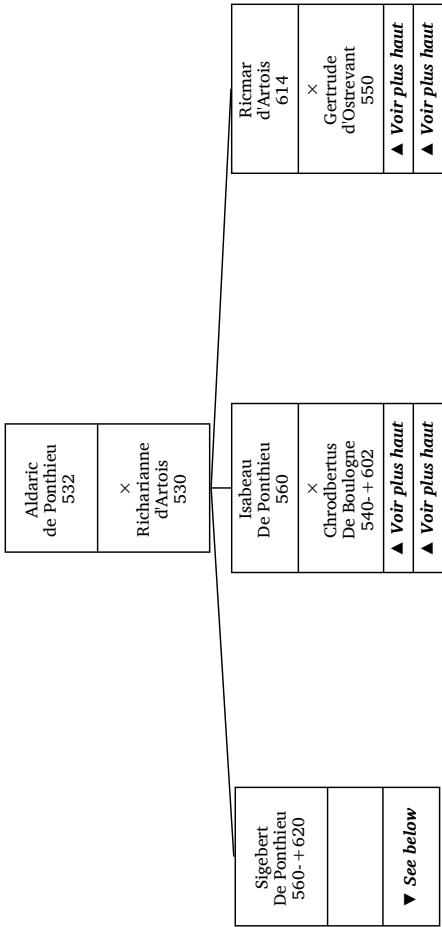 Aldaric
de Ponthieu
532
×
Richarianne
d'Artois
530
Sigebert
De Ponthieu
560-+620
▼ See below
Isabeau
De Ponthieu
560
×
Chrodbertus
De Boulogne
540-+602
▲ Voir plus haut
▲ Voir plus haut
Ricmar
d'Artois
614
×
Gertrude
d'Ostrevant
550
▲ Voir plus haut
▲ Voir plus haut